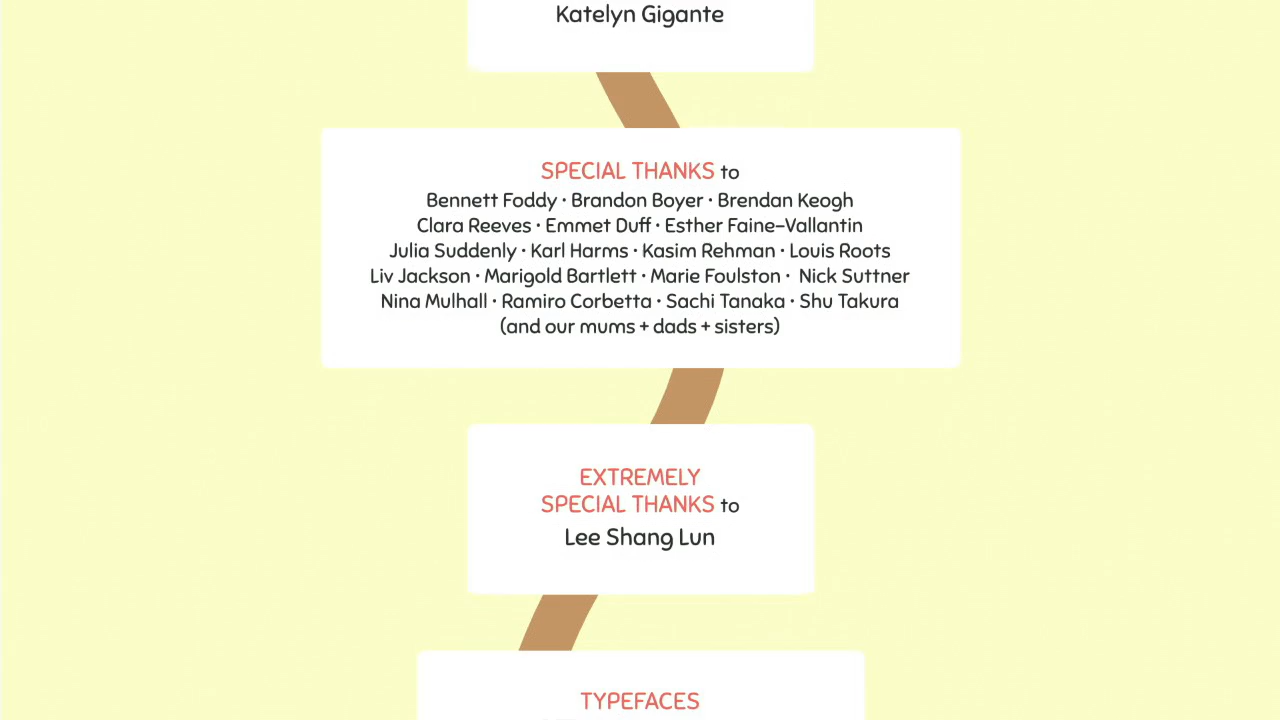 Katelyn Gigante
SPECIAL THANKS to
Bennett Foddy · Brandon Boyer · Brendan Keogh
Clara Reeves · Emmet Duff · Esther Faine-Vallantin
Julia Suddenly · Karl Harms · Kasim Rehman · Louis Roots
Liv Jackson · Marigold Bartlett · Marie Foulston · Nick Suttner
Nina Mulhall · Ramiro Corbetta · Sachi Tanaka · Shu Takura
(and our mums + dads + sisters)
EXTREMELY
SPECIAL THANKS to
Lee Shang Lun
TYPEFACES